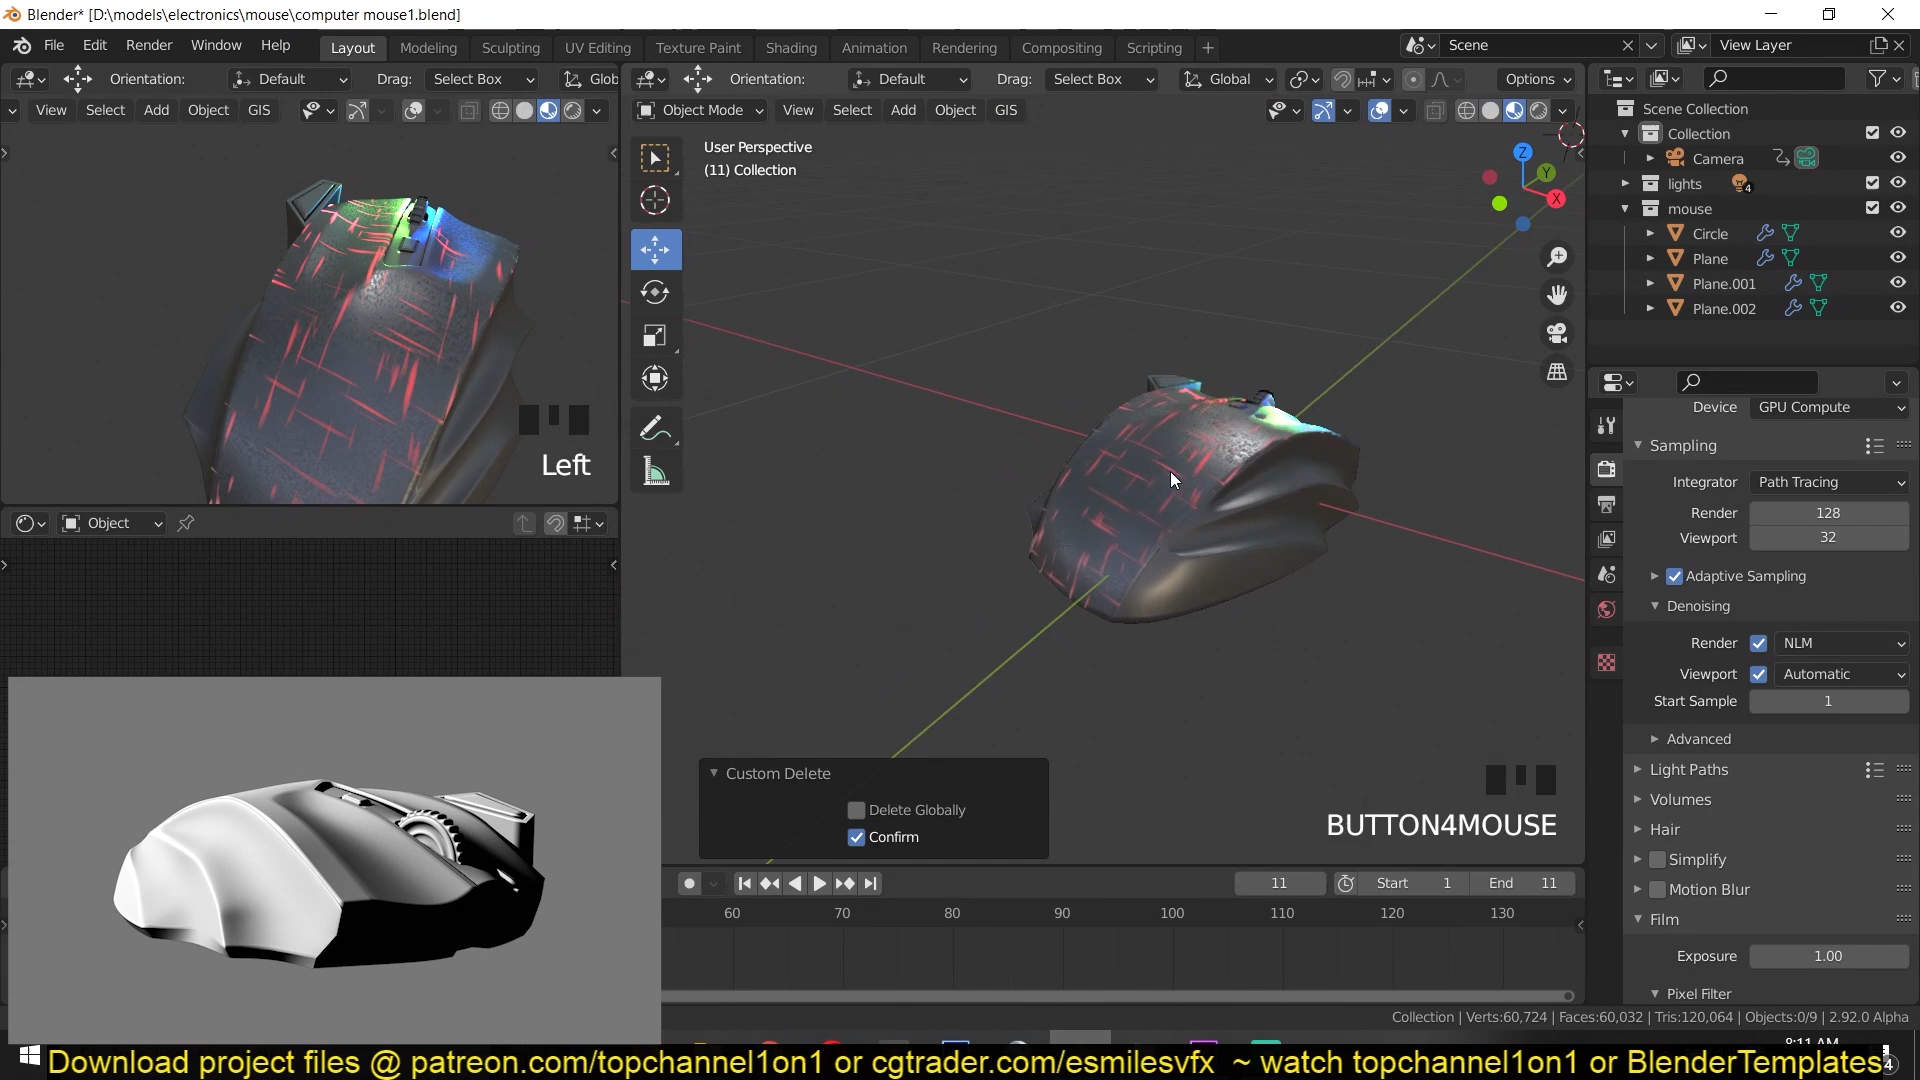 Blender* [D:\models\electronics\mouse\computer mouse1.blend]
File Edit Render Window Help Layout Modeling Sculpting UV Editing Texture Paint Shading Animation Rendering Compositing Scripting + Scene View Layer
Orientation: Default Drag: Select Box Glob Orientation: Default Drag: Select Box Global Options
View Select Add Object GIS Object Mode View Select Add Object GIS
User Perspective
(11) Collection
Z
Y
X
Left
Object
Scene Collection
Collection
Camera
lights 4
mouse
Circle
Plane
Plane.001
Plane.002
Device GPU Compute
Sampling
Integrator Path Tracing
Render 128
Viewport 32
Adaptive Sampling
Denoising
Render NLM
Viewport Automatic
Start Sample 1
Advanced
Light Paths
Volumes
Hair
Simplify
Motion Blur
Film
Exposure 1.00
Pixel Filter
Custom Delete
Delete Globally
Confirm
BUTTON4MOUSE
11 Start 1 End 11
60 70 80 90 100 110 120 130
Collection | Verts:60,724 | Faces:60,032 | Tris:120,064 | Objects:0/9 | 2.92.0 Alpha
8:11 AM
4
Download project files @ patreon.com/topchannel1on1 or cgtrader.com/esmilesvfx ~ watch topchannel1on1 or BlenderTemplates